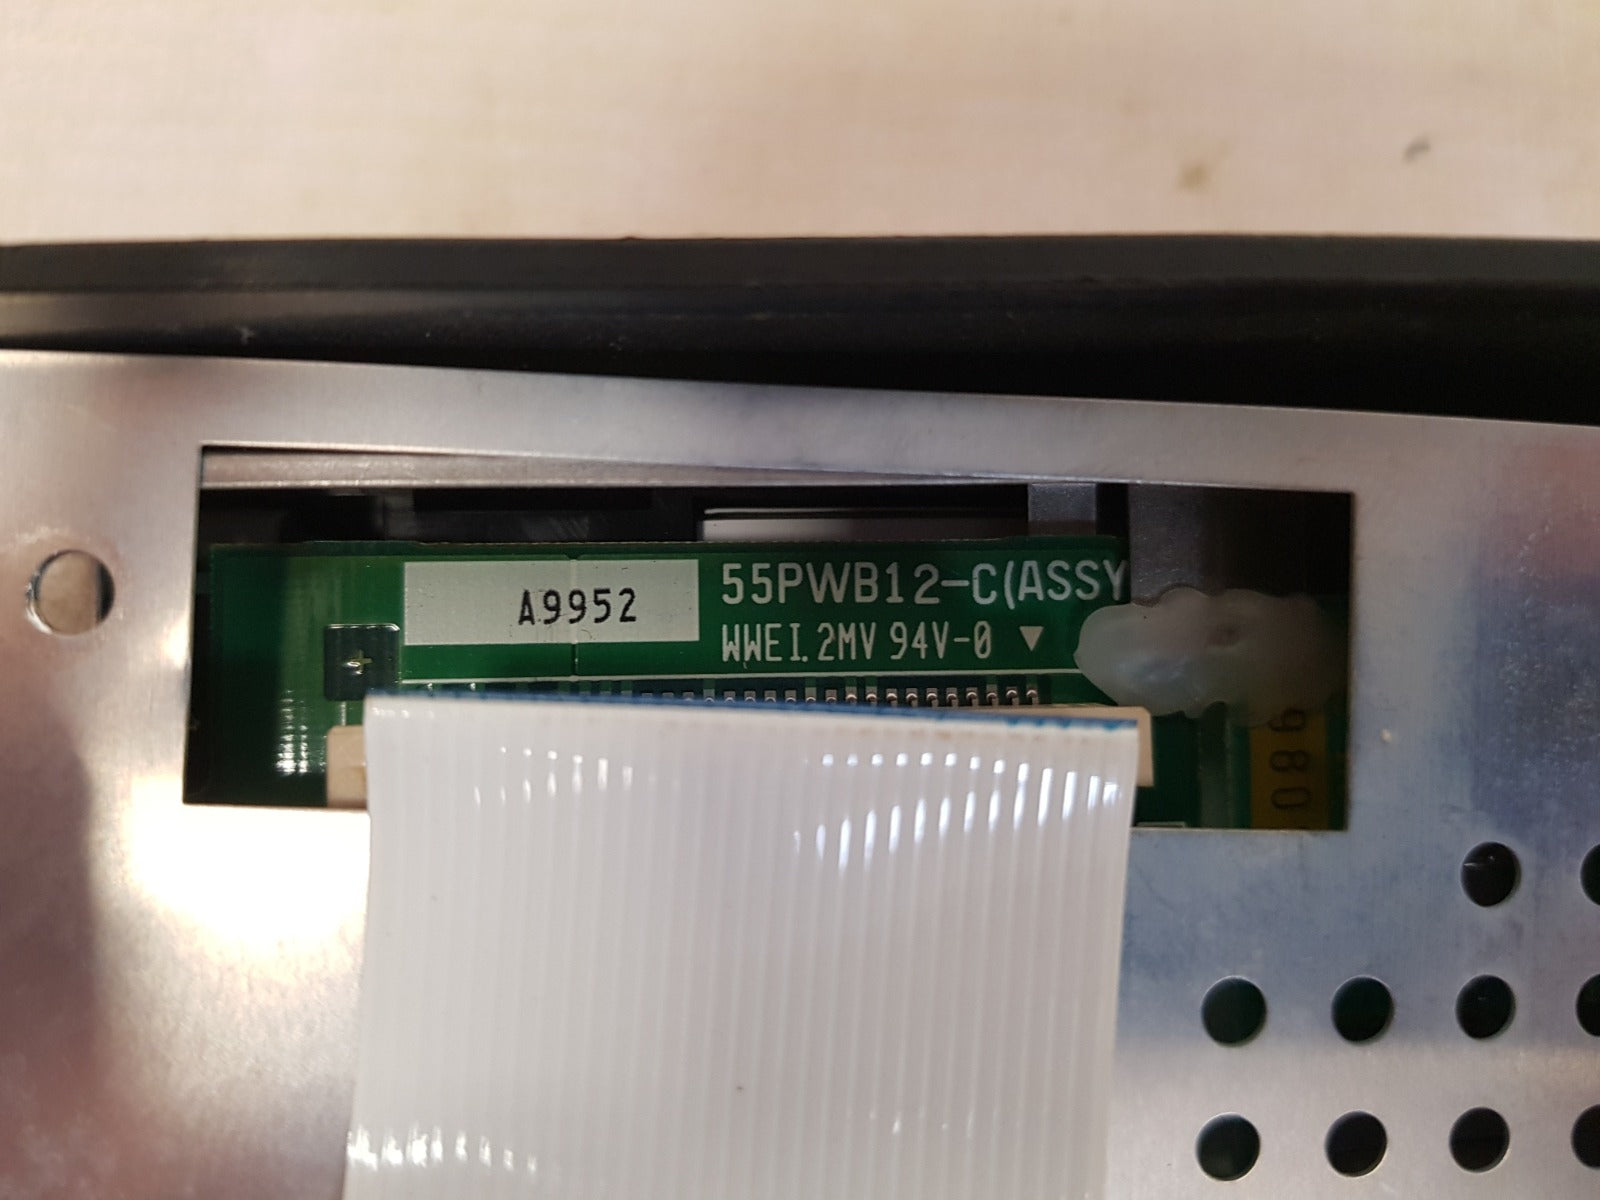 A9952
55PWB12-C(ASSY
WWEI.2MV 94V-0 ▼
086